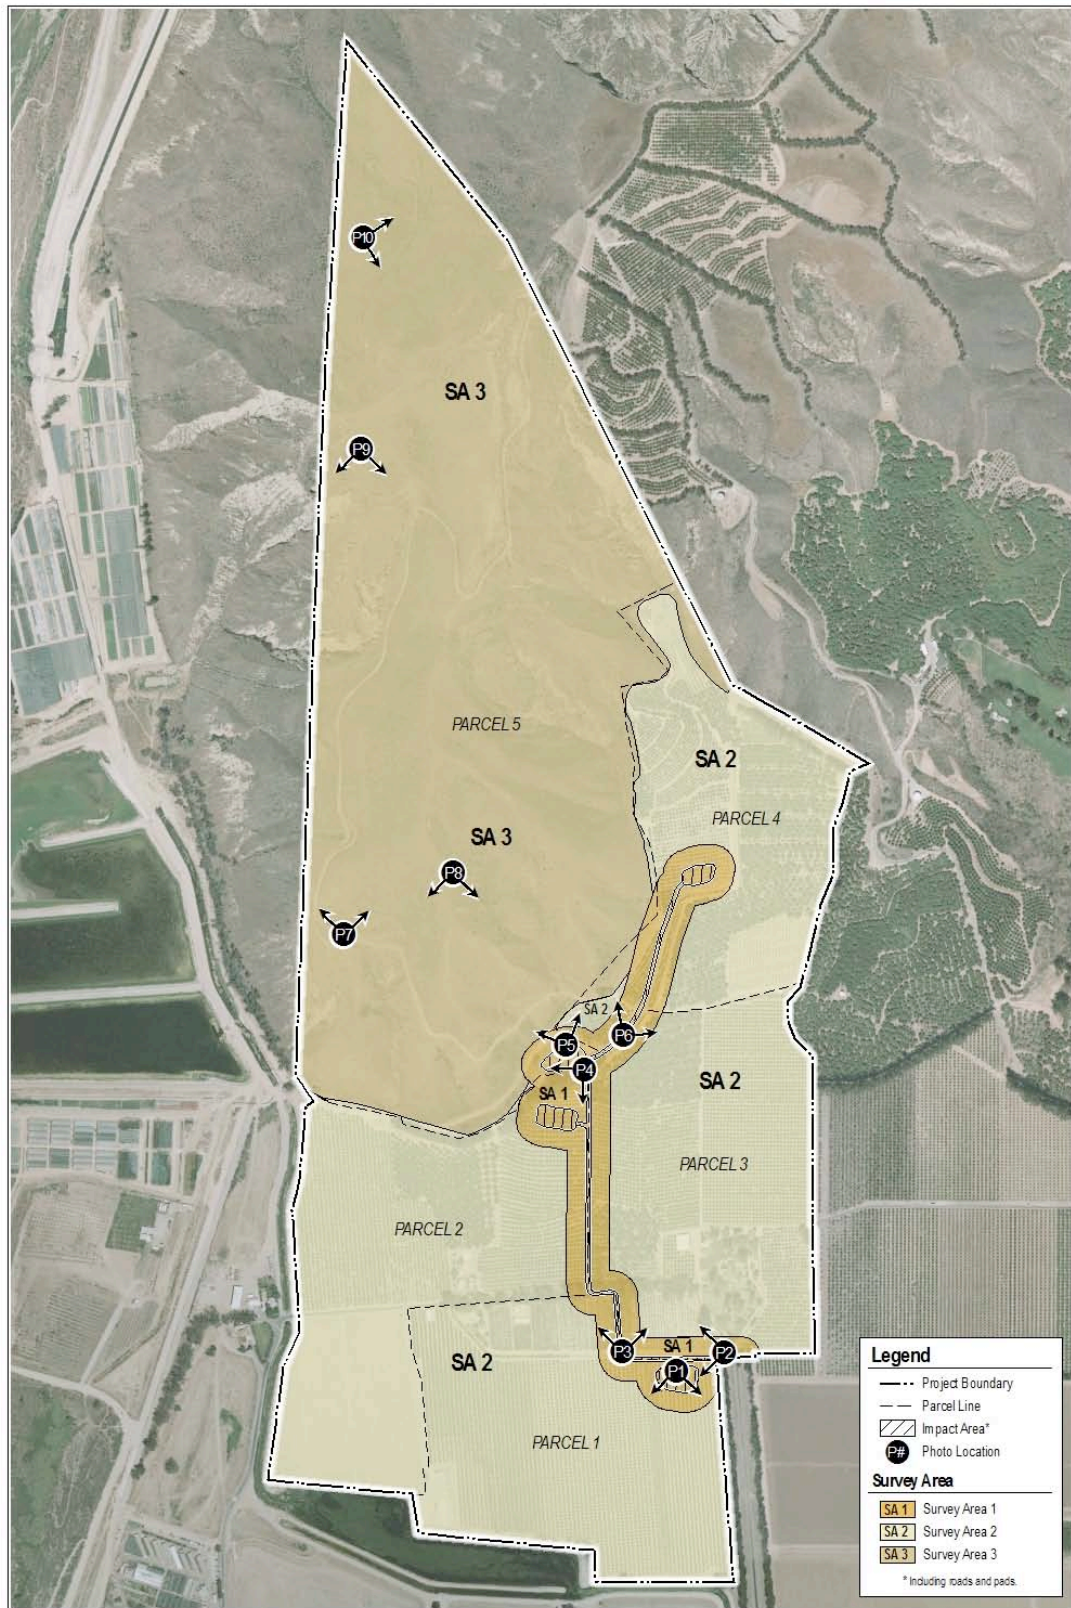 P10
SA 3
P9
PARCEL 5
SA 2
PARCEL 4
SA 3
P8
P7
SA 2
P6
P5
P4
SA 2
SA 1
PARCEL 3
PARCEL 2
P3
SA 1
P2
SA 2
P1
PARCEL 1
Legend
Project Boundary
Parcel Line
Impact Area*
P# Photo Location
Survey Area
SA 1 Survey Area 1
SA 2 Survey Area 2
SA 3 Survey Area 3
* Including roads and pads.